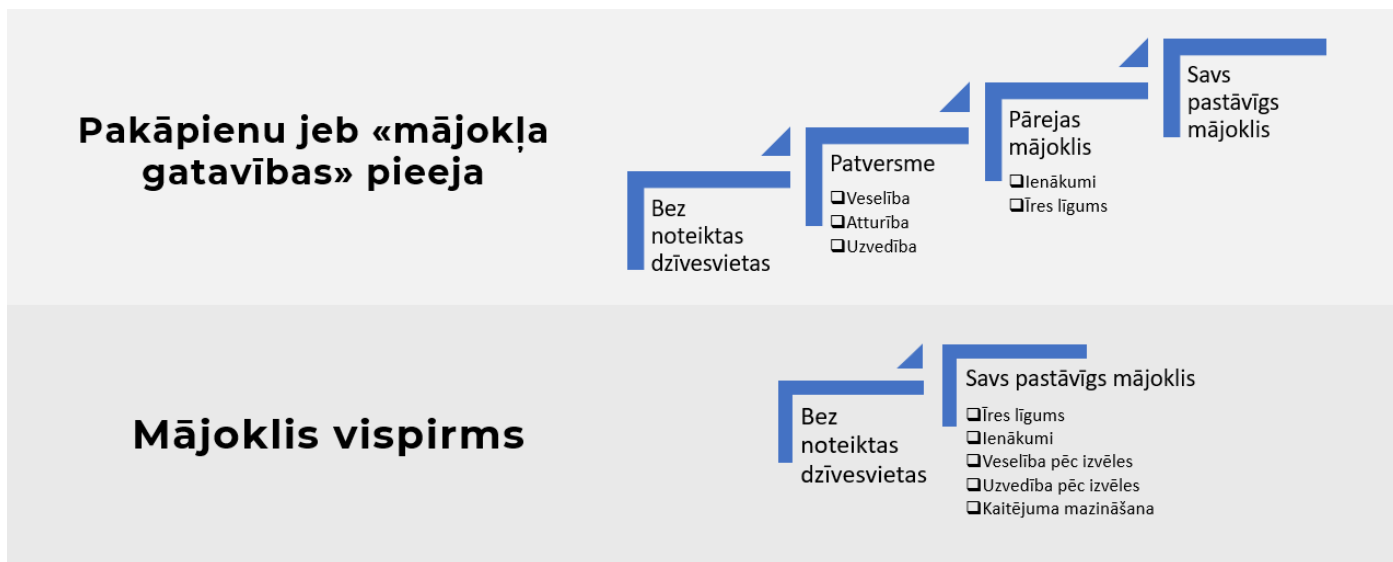 Pakāpienu jeb «mājokļa
gatavības» pieeja
Bez
noteiktas
dzīvesvietas
Patversme
❑Veselība
❑Atturība
❑Uzvedība
Pārejas
mājoklis
❑Ienākumi
❑Īres līgums
Savs
pastāvīgs
mājoklis
Mājoklis vispirms
Bez
noteiktas
dzīvesvietas
Savs pastāvīgs mājoklis
❑Īres līgums
❑Ienākumi
❑Veselība pēc izvēles
❑Uzvedība pēc izvēles
❑Kaitējuma mazināšana